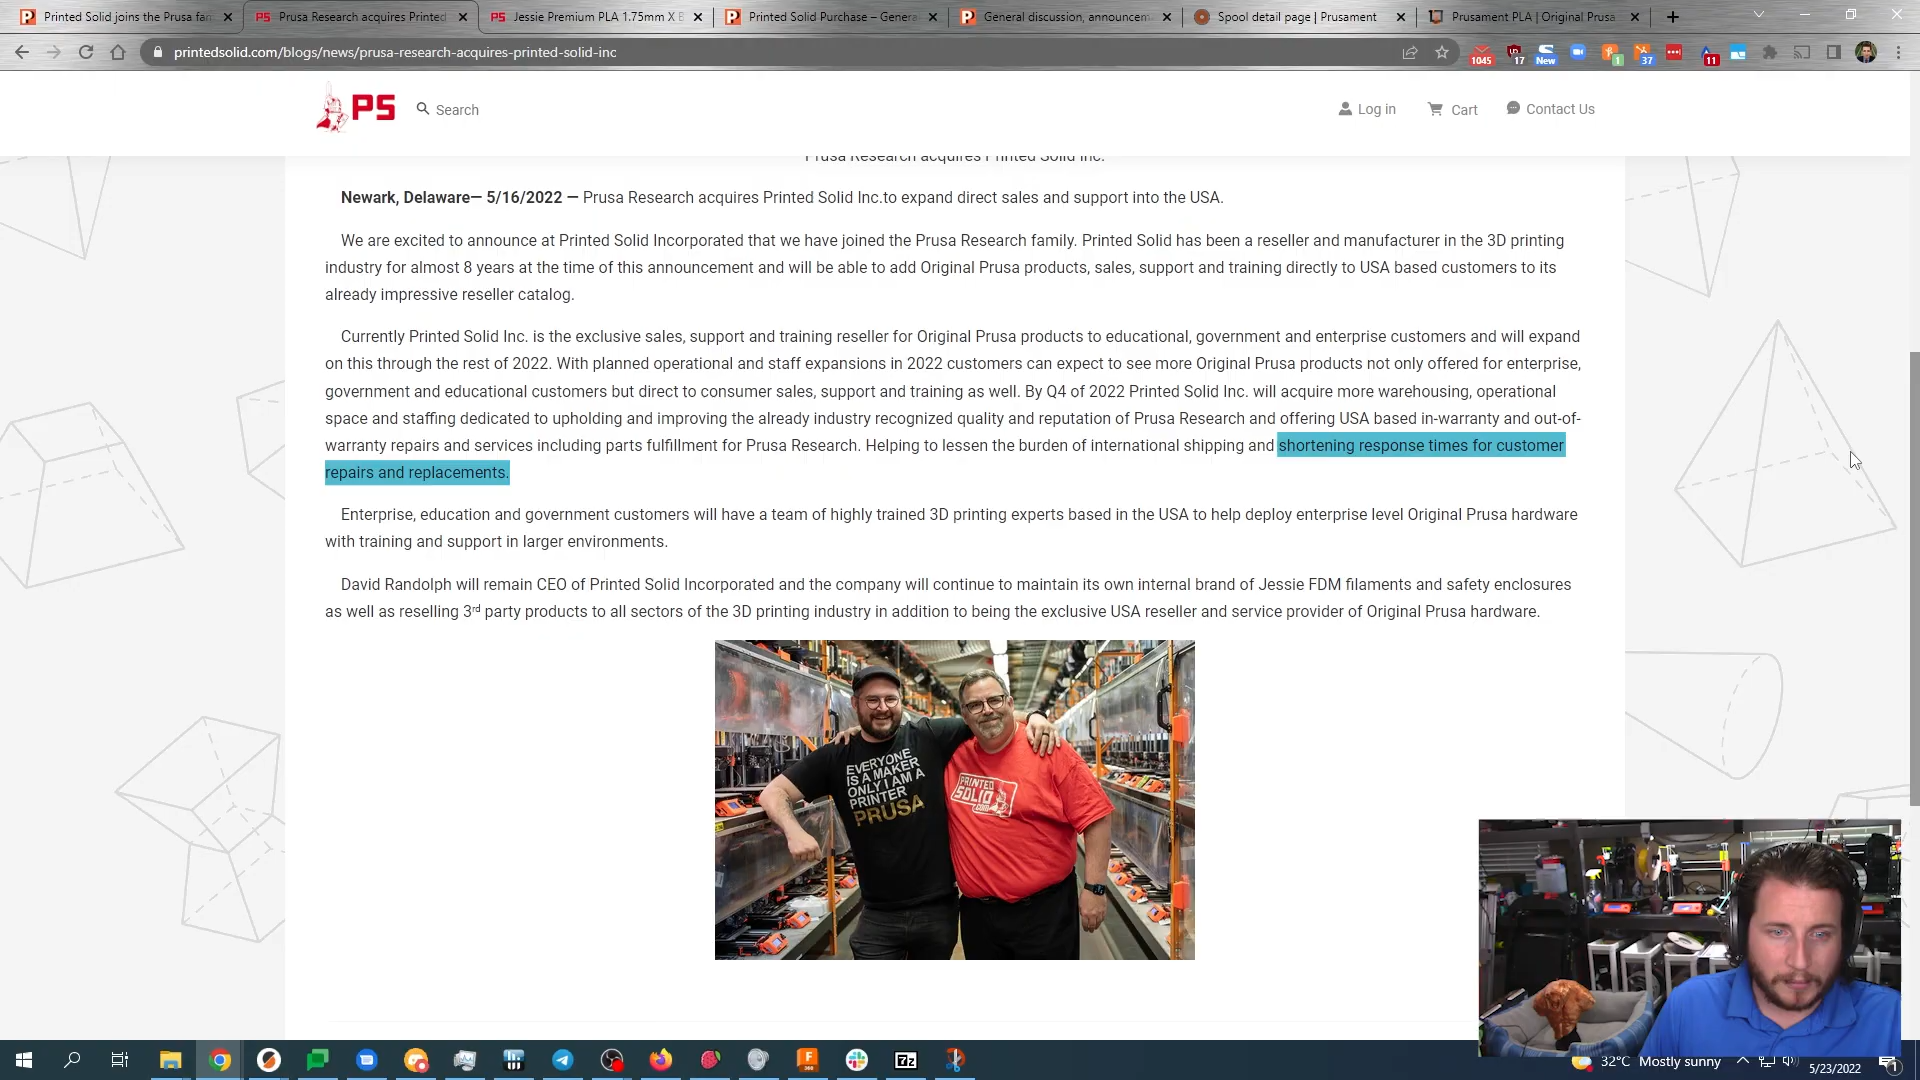 Printed Solid joins the Prusa fan
Prusa Research acquires Printed
Jessie Premium PLA 1.75mm X E
Printed Solid Purchase – Genera
General discussion, announcem
Spool detail page | Prusament
Prusament PLA | Original Prusa
printedsolid.com/blogs/news/prusa-research-acquires-printed-solid-inc
1045
17
New
1
37
11
PS
Search
Log in
Cart
Contact Us
Prusa Research acquires Printed Solid Inc.
Newark, Delaware— 5/16/2022 — Prusa Research acquires Printed Solid Inc.to expand direct sales and support into the USA.
We are excited to announce at Printed Solid Incorporated that we have joined the Prusa Research family. Printed Solid has been a reseller and manufacturer in the 3D printing
industry for almost 8 years at the time of this announcement and will be able to add Original Prusa products, sales, support and training directly to USA based customers to its
already impressive reseller catalog.
Currently Printed Solid Inc. is the exclusive sales, support and training reseller for Original Prusa products to educational, government and enterprise customers and will expand
on this through the rest of 2022. With planned operational and staff expansions in 2022 customers can expect to see more Original Prusa products not only offered for enterprise,
government and educational customers but direct to consumer sales, support and training as well. By Q4 of 2022 Printed Solid Inc. will acquire more warehousing, operational
space and staffing dedicated to upholding and improving the already industry recognized quality and reputation of Prusa Research and offering USA based in-warranty and out-of-
warranty repairs and services including parts fulfillment for Prusa Research. Helping to lessen the burden of international shipping and shortening response times for customer
repairs and replacements.
Enterprise, education and government customers will have a team of highly trained 3D printing experts based in the USA to help deploy enterprise level Original Prusa hardware
with training and support in larger environments.
David Randolph will remain CEO of Printed Solid Incorporated and the company will continue to maintain its own internal brand of Jessie FDM filaments and safety enclosures
as well as reselling 3rd party products to all sectors of the 3D printing industry in addition to being the exclusive USA reseller and service provider of Original Prusa hardware.
EVERYONE
IS A MAKER
ONLY I AM A
PRINTER
PRUSA
PRINTED
SOLID
.COM
32°C Mostly sunny
5/23/2022
1